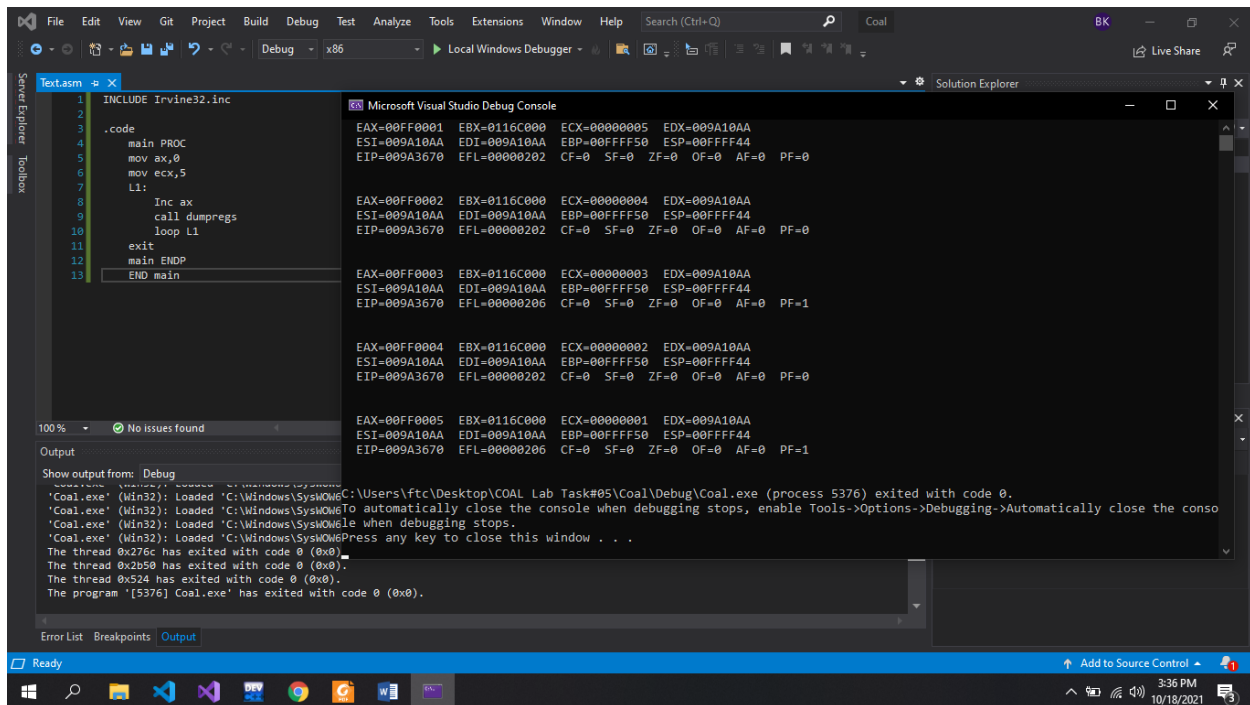 File Edit View Git Project Build Debug Test Analyze Tools Extensions Window Help Search (Ctrl+Q) Coal BK
Debug x86 Local Windows Debugger Live Share
Server Explorer
Toolbox
Text.asm
Solution Explorer
1 INCLUDE Irvine32.inc
2
3 .code
4 main PROC
5 mov ax,0
6 mov ecx,5
7 L1:
8 Inc ax
9 call dumpregs
10 loop L1
11 exit
12 main ENDP
13 END main
Microsoft Visual Studio Debug Console
EAX=00FF0001 EBX=0116C000 ECX=00000005 EDX=009A10AA
ESI=009A10AA EDI=009A10AA EBP=00FFFF50 ESP=00FFFF44
EIP=009A3670 EFL=00000202 CF=0 SF=0 ZF=0 OF=0 AF=0 PF=0
EAX=00FF0002 EBX=0116C000 ECX=00000004 EDX=009A10AA
ESI=009A10AA EDI=009A10AA EBP=00FFFF50 ESP=00FFFF44
EIP=009A3670 EFL=00000202 CF=0 SF=0 ZF=0 OF=0 AF=0 PF=0
EAX=00FF0003 EBX=0116C000 ECX=00000003 EDX=009A10AA
ESI=009A10AA EDI=009A10AA EBP=00FFFF50 ESP=00FFFF44
EIP=009A3670 EFL=00000206 CF=0 SF=0 ZF=0 OF=0 AF=0 PF=1
EAX=00FF0004 EBX=0116C000 ECX=00000002 EDX=009A10AA
ESI=009A10AA EDI=009A10AA EBP=00FFFF50 ESP=00FFFF44
EIP=009A3670 EFL=00000202 CF=0 SF=0 ZF=0 OF=0 AF=0 PF=0
EAX=00FF0005 EBX=0116C000 ECX=00000001 EDX=009A10AA
ESI=009A10AA EDI=009A10AA EBP=00FFFF50 ESP=00FFFF44
EIP=009A3670 EFL=00000206 CF=0 SF=0 ZF=0 OF=0 AF=0 PF=1
C:\Users\ftc\Desktop\COAL Lab Task#05\Coal\Debug\Coal.exe (process 5376) exited with code 0.
To automatically close the console when debugging stops, enable Tools->Options->Debugging->Automatically close the conso
le when debugging stops.
Press any key to close this window . . .
100 % No issues found
Output
Show output from: Debug
'Coal.exe' (Win32): Loaded 'C:\Windows\SysWOW6
'Coal.exe' (Win32): Loaded 'C:\Windows\SysWOW6
'Coal.exe' (Win32): Loaded 'C:\Windows\SysWOW6
'Coal.exe' (Win32): Loaded 'C:\Windows\SysWOW6
The thread 0x276c has exited with code 0 (0x0)
The thread 0x2b50 has exited with code 0 (0x0).
The thread 0x524 has exited with code 0 (0x0).
The program '[5376] Coal.exe' has exited with code 0 (0x0).
Error List Breakpoints Output
Ready Add to Source Control 1
DEV
PDF
3:36 PM
10/18/2021
3